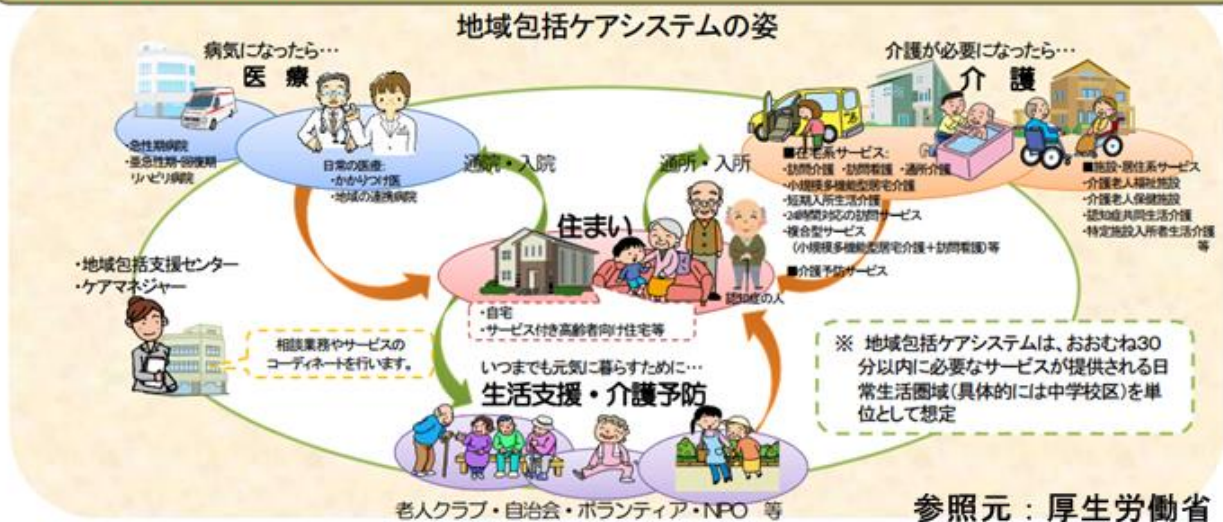 地域包括ケアシステムの姿
病気になったら…
医 療
介護が必要になったら…
介 護
・急性期病院
・亜急性期・回復期
リハビリ病院
日常の医療:
・かかりつけ医
・地域の連携病院
通院・入院
通所・入所
■在宅系サービス:
・訪問介護 ・訪問看護 ・通所介護
・小規模多機能型居宅介護
・短期入所生活介護
・24時間対応の訪問サービス
・複合型サービス
(小規模多機能型居宅介護+訪問看護)等
■介護予防サービス
■施設・居住系サービス
・介護老人福祉施設
・介護老人保健施設
・認知症共同生活介護
・特定施設入所者生活介護
等
住まい
認知症の人
・自宅
・サービス付き高齢者向け住宅等
・地域包括支援センター
・ケアマネジャー
相談業務やサービスの
コーディネートを行います。
いつまでも元気に暮らすために…
生活支援・介護予防
老人クラブ・自治会・ボランティア・NPO 等
※ 地域包括ケアシステムは、おおむね30
分以内に必要なサービスが提供される日
常生活圏域(具体的には中学校区)を単
位として想定
参照元:厚生労働省